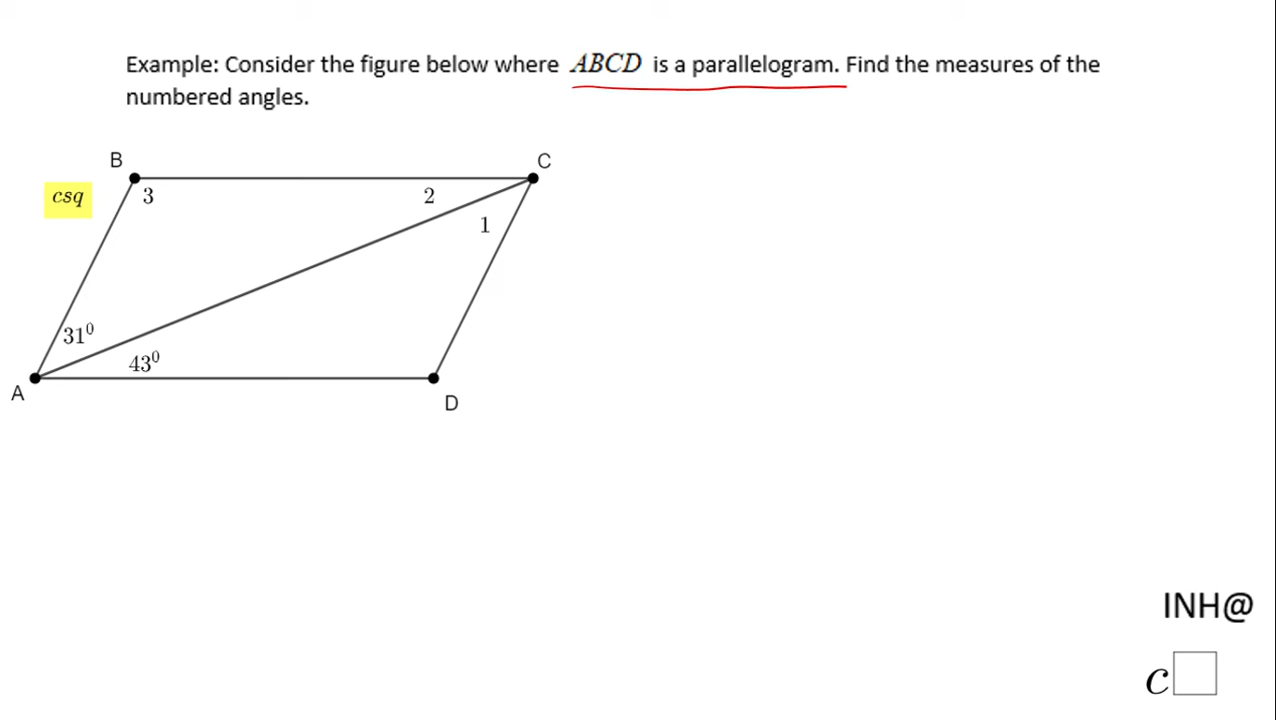 Example: Consider the figure below where ABCD is a parallelogram. Find the measures of the
numbered angles.
B
C
csq
3
2
1
31⁰
43⁰
A
D
INH@
c